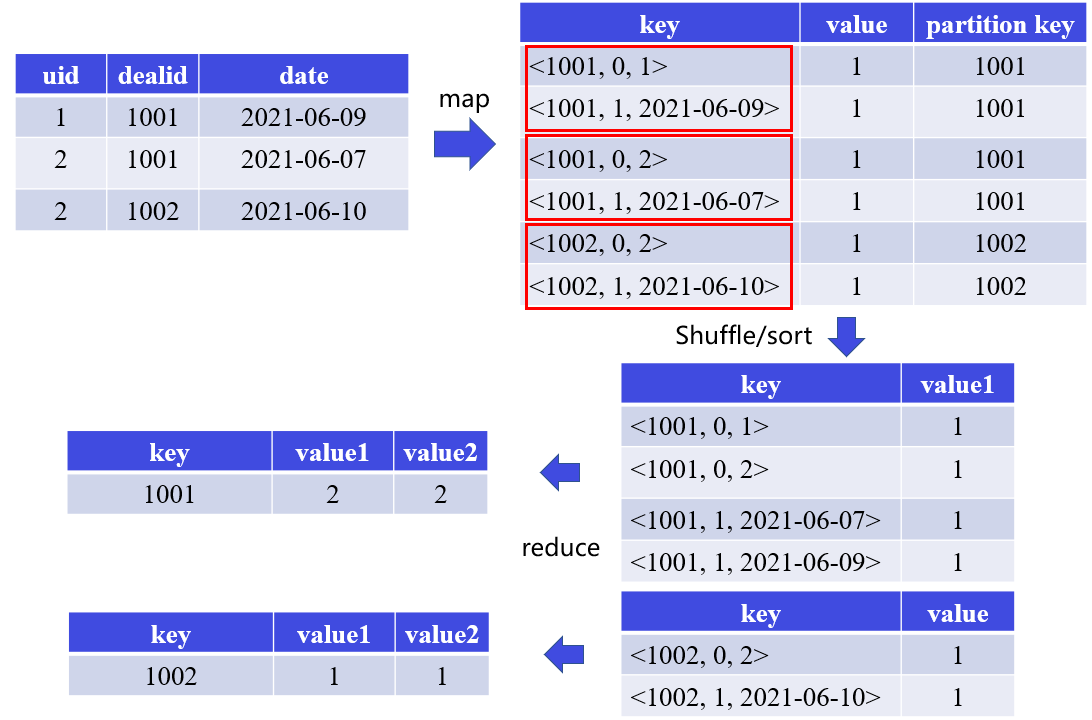 uid dealid date
1 1001 2021-06-09
2 1001 2021-06-07
2 1002 2021-06-10
map
key value partition key
<1001, 0, 1> 1 1001
<1001, 1, 2021-06-09> 1 1001
<1001, 0, 2> 1 1001
<1001, 1, 2021-06-07> 1 1001
<1002, 0, 2> 1 1002
<1002, 1, 2021-06-10> 1 1002
Shuffle/sort
key value1
<1001, 0, 1> 1
<1001, 0, 2> 1
<1001, 1, 2021-06-07> 1
<1001, 1, 2021-06-09> 1
key value
<1002, 0, 2> 1
<1002, 1, 2021-06-10> 1
reduce
key value1 value2
1001 2 2
key value1 value2
1002 1 1